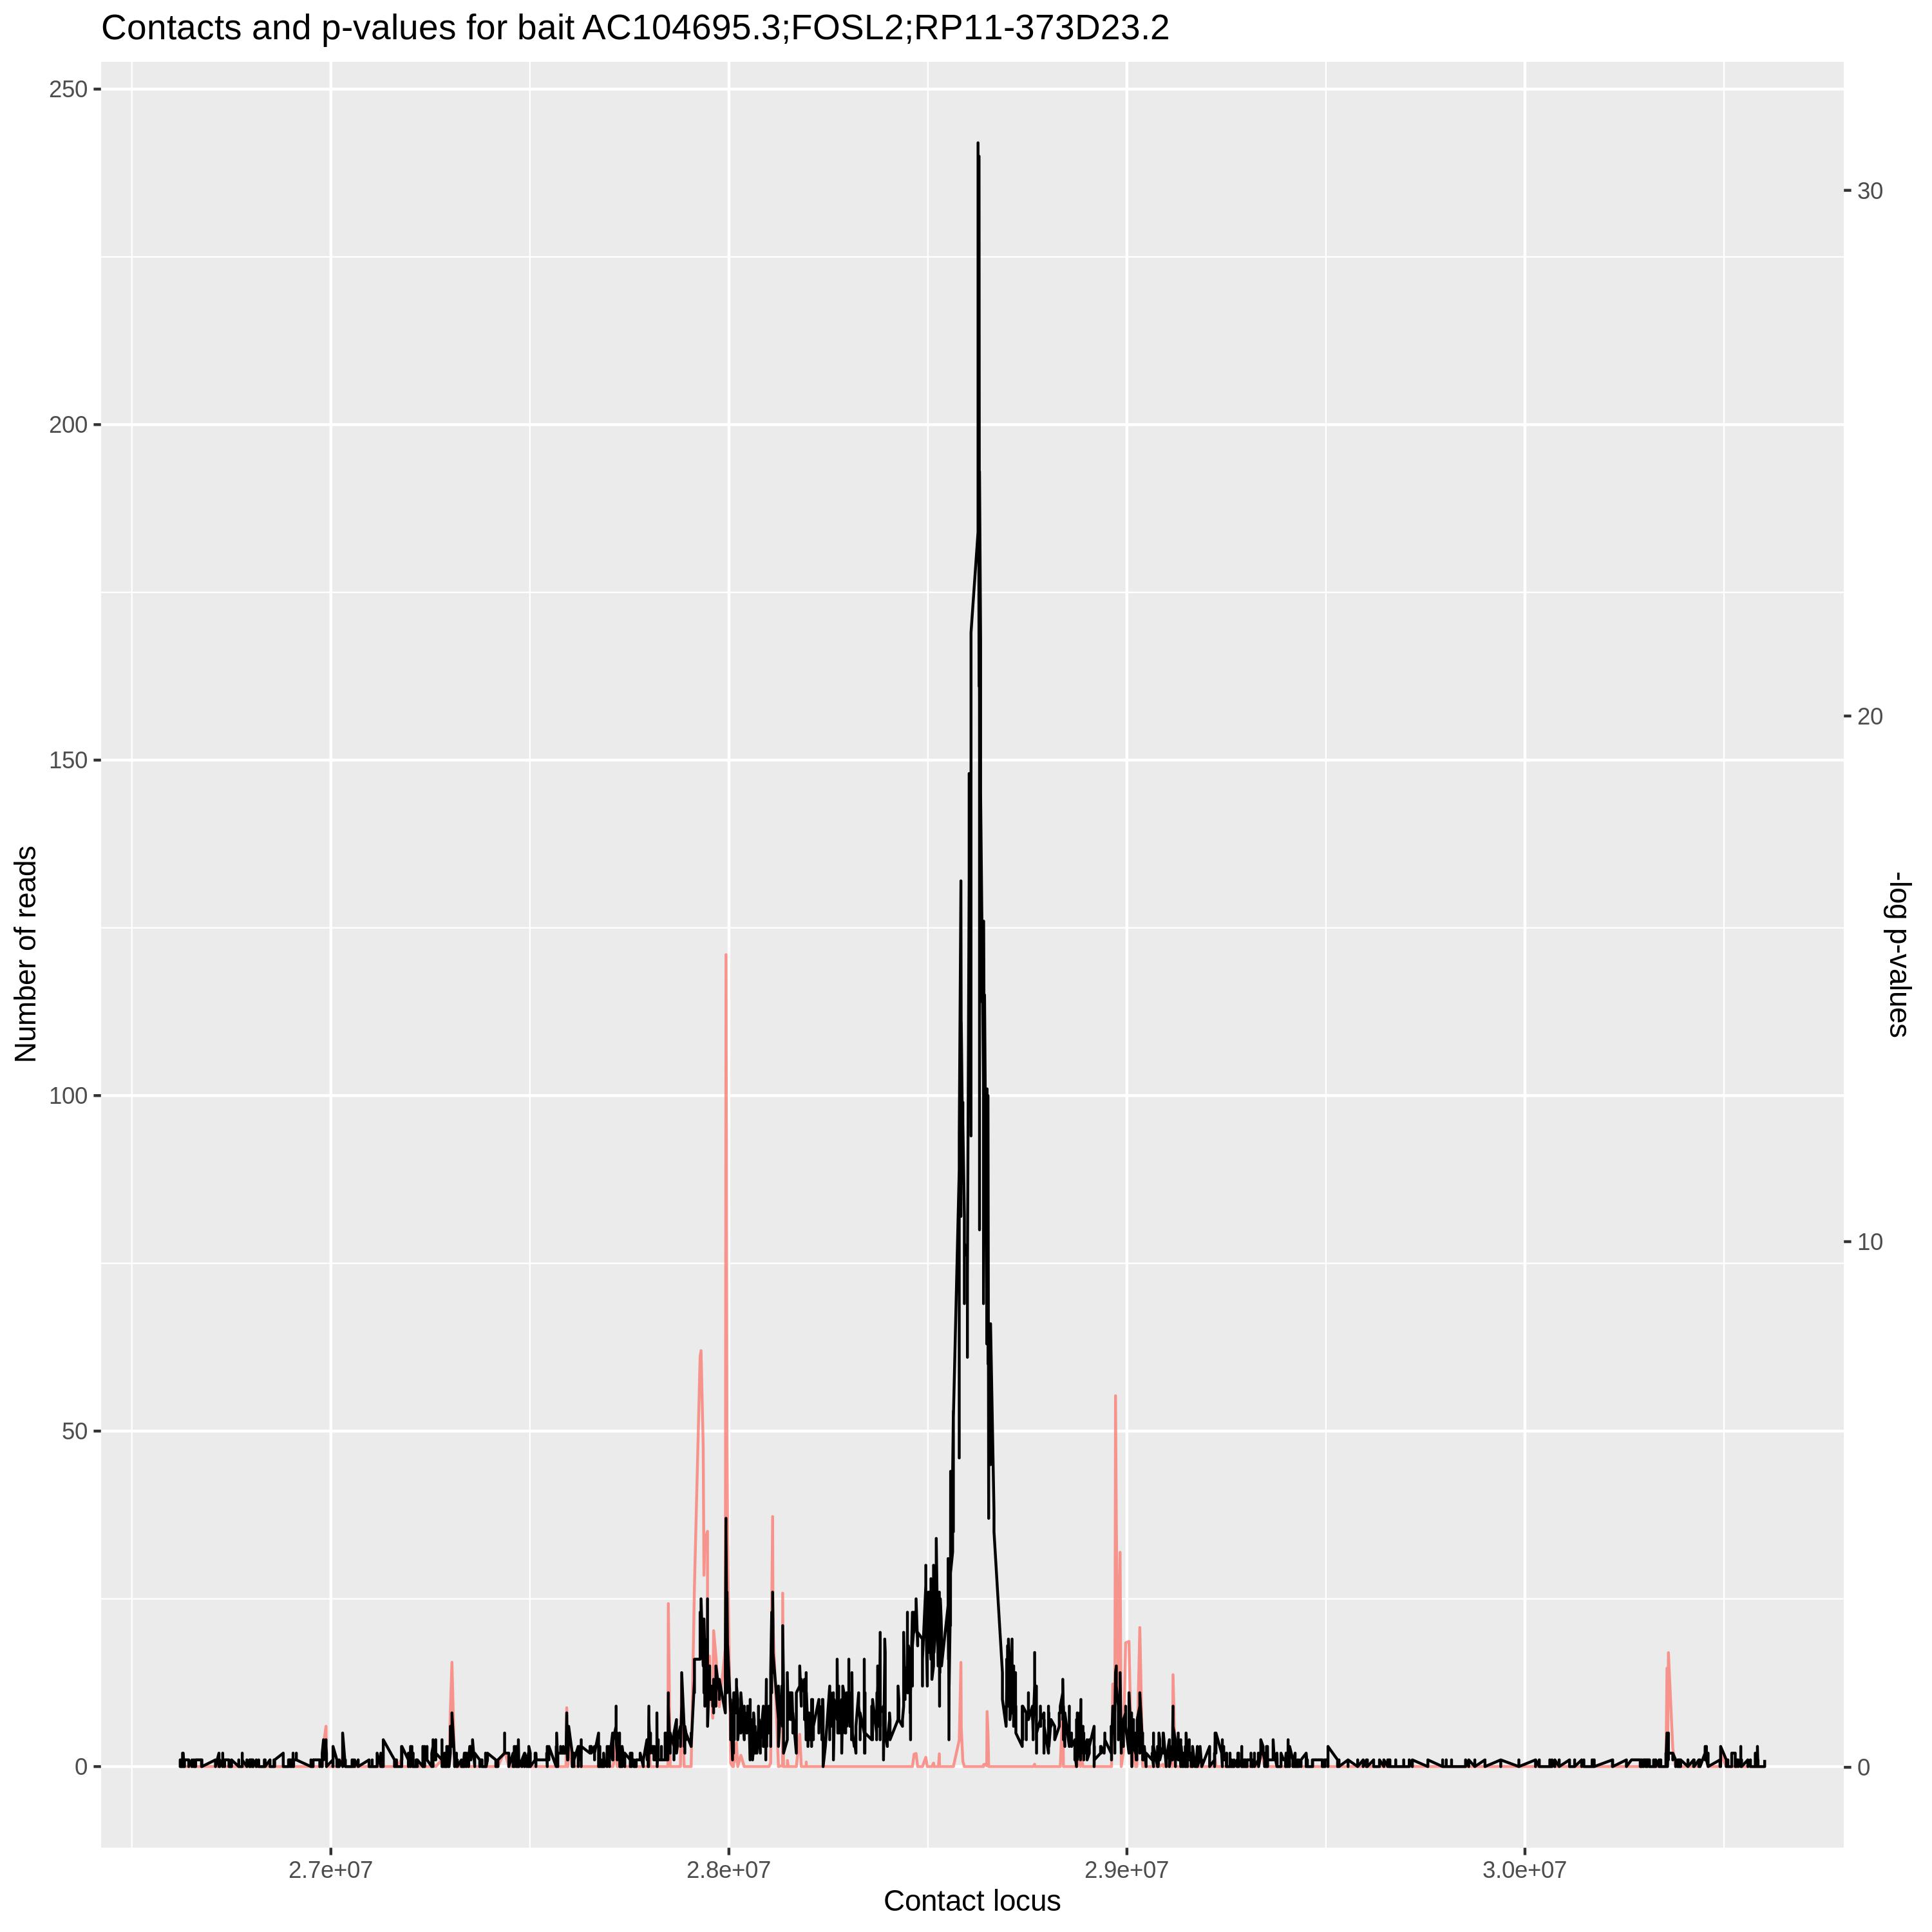 Contacts and p-values for bait AC104695.3;FOSL2;RP11-373D23.2
250
200
150
100
50
0
Number of reads
30
20
10
0
-log p-values
2.7e+07
2.8e+07
2.9e+07
3.0e+07
Contact locus